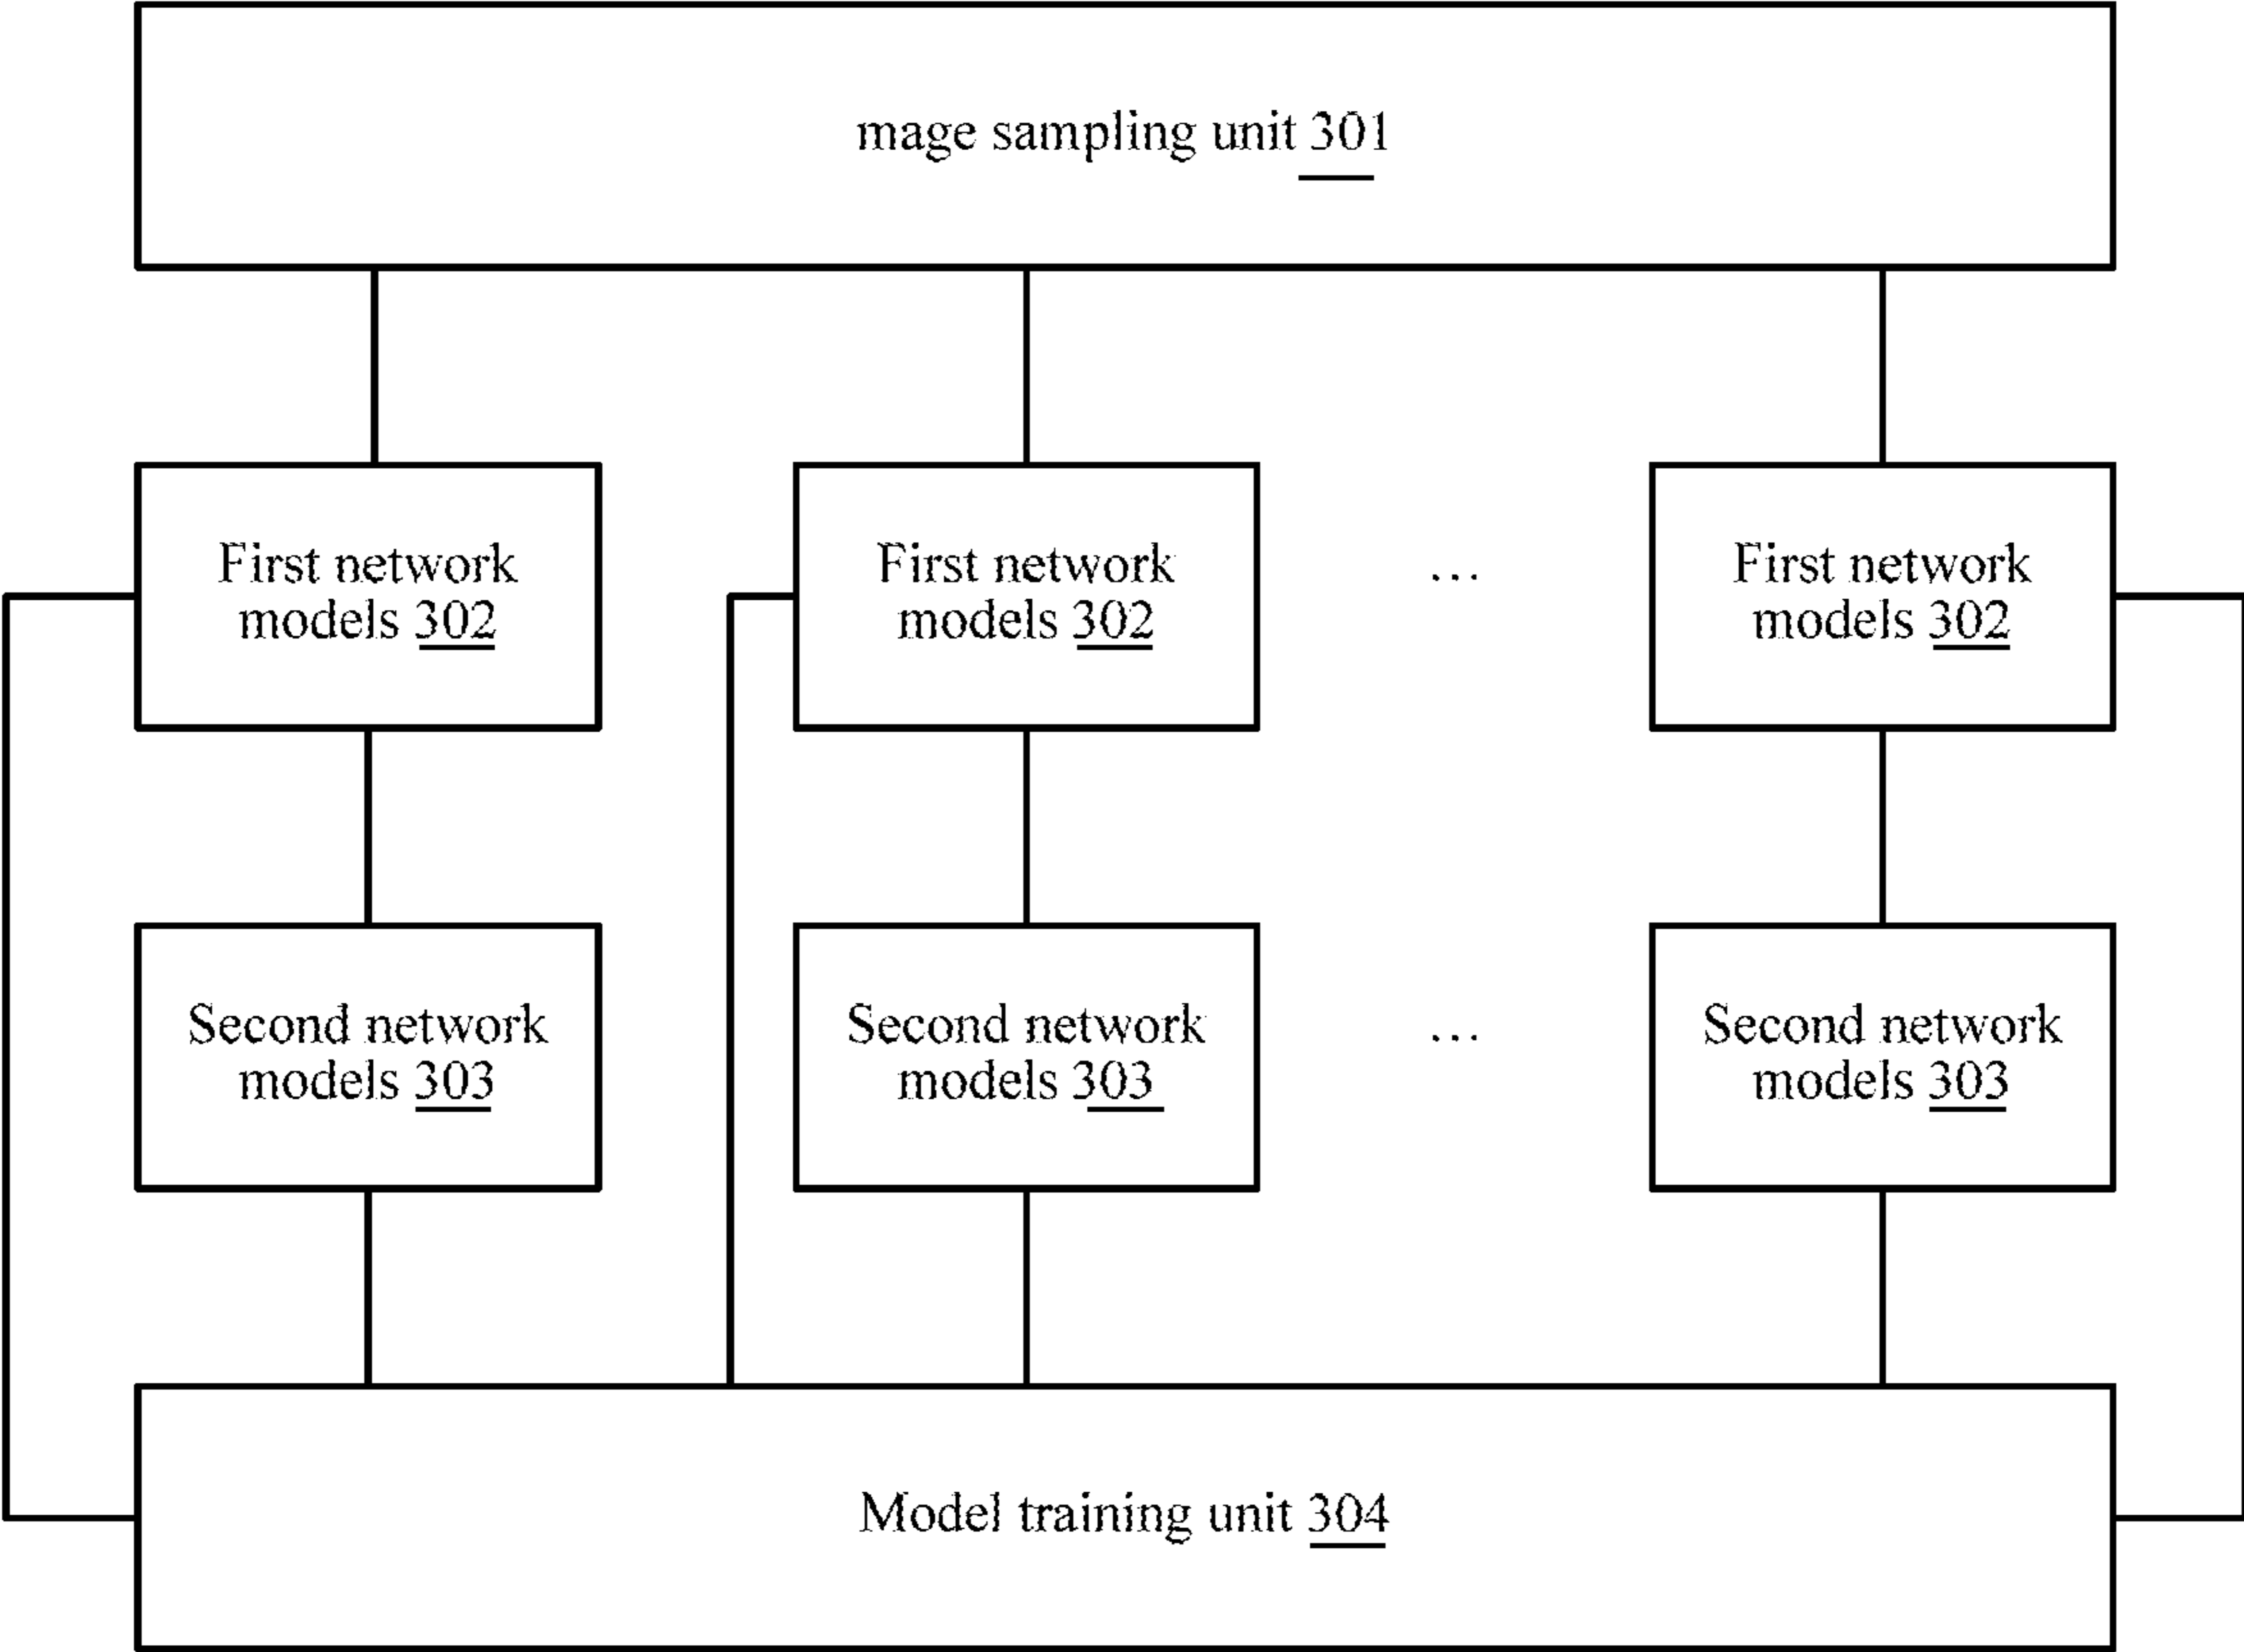 mage sampling unit 301
First network
models 302
First network
models 302
...
First network
models 302
Second network
models 303
Second network
models 303
...
Second network
models 303
Model training unit 304